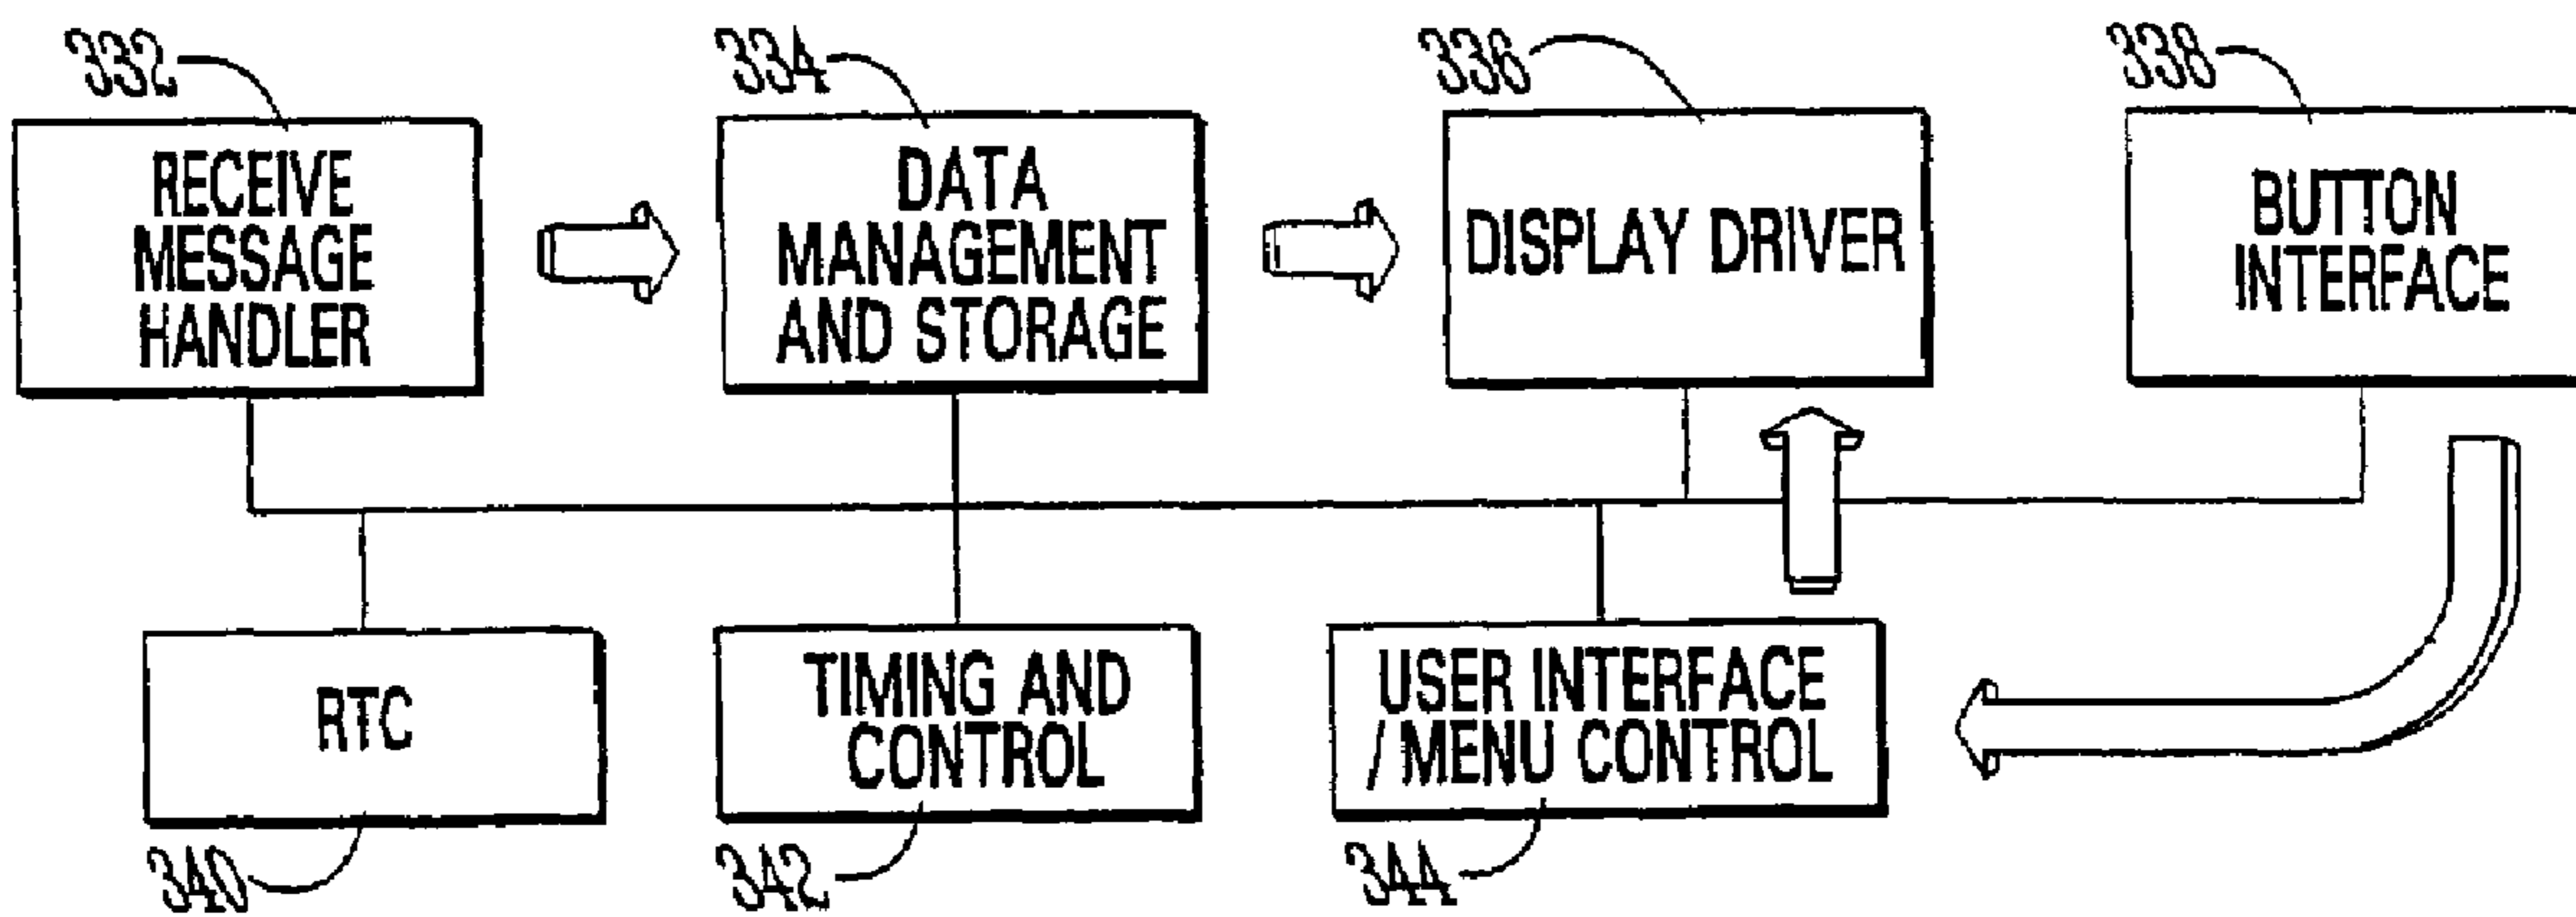 332
334
336
338
RECEIVE
MESSAGE
HANDLER
DATA
MANAGEMENT
AND STORAGE
DISPLAY DRIVER
BUTTON
INTERFACE
RTC
TIMING AND
CONTROL
USER INTERFACE
/ MENU CONTROL
340
342
344